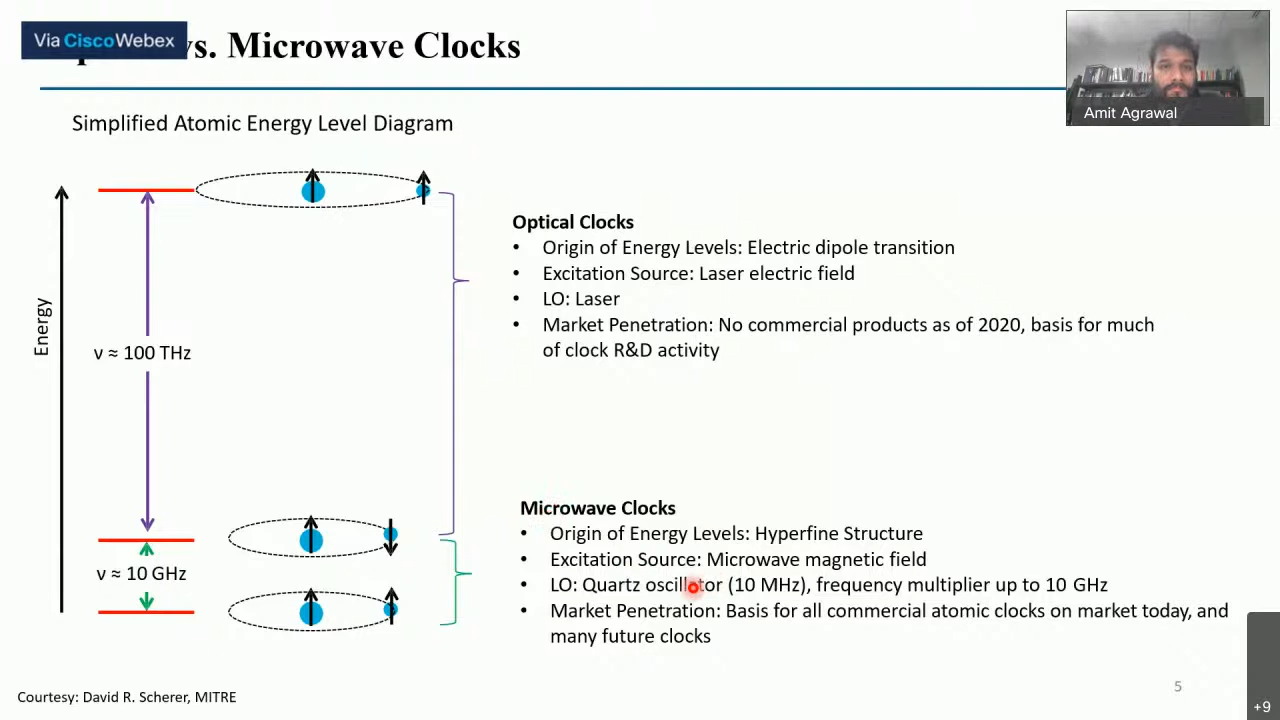 Via Cisco Webex
vs. Microwave Clocks
Amit Agrawal
Simplified Atomic Energy Level Diagram
Energy
ν ≈ 100 THz
ν ≈ 10 GHz
Optical Clocks
• Origin of Energy Levels: Electric dipole transition
• Excitation Source: Laser electric field
• LO: Laser
• Market Penetration: No commercial products as of 2020, basis for much
of clock R&D activity
Microwave Clocks
• Origin of Energy Levels: Hyperfine Structure
• Excitation Source: Microwave magnetic field
• LO: Quartz oscillator (10 MHz), frequency multiplier up to 10 GHz
• Market Penetration: Basis for all commercial atomic clocks on market today, and
many future clocks
Courtesy: David R. Scherer, MITRE
5
+9